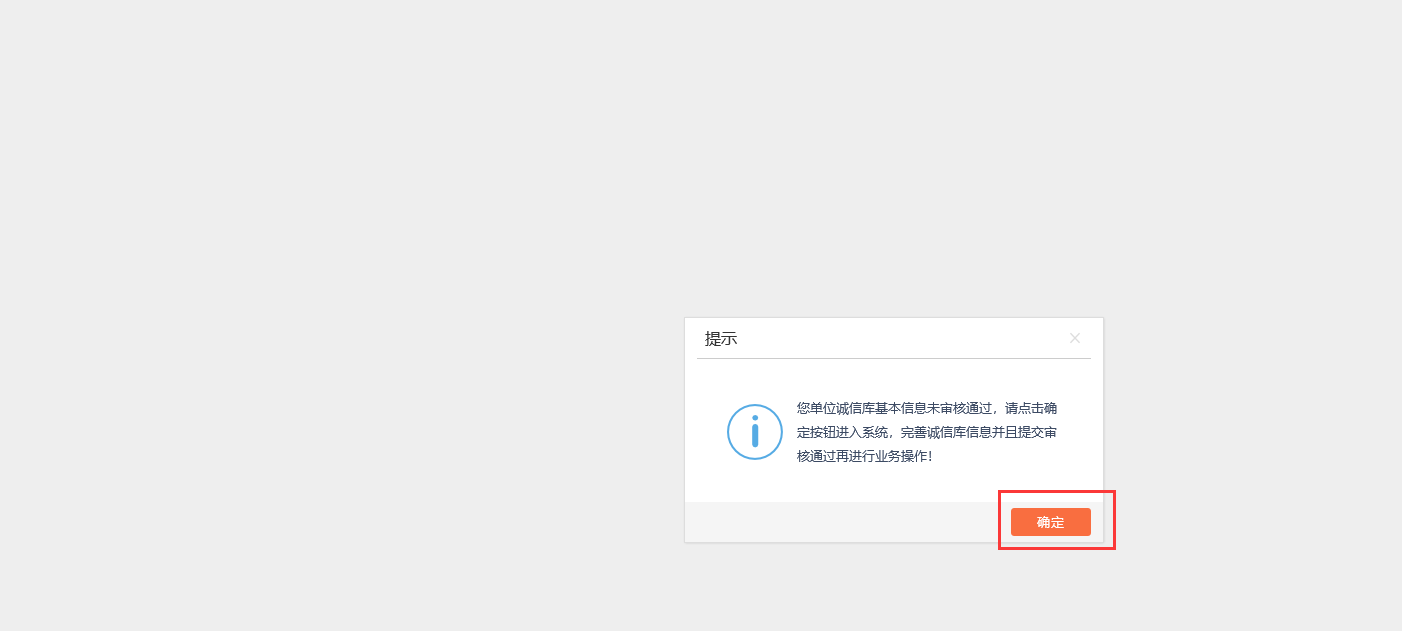 提示
您单位诚信库基本信息未审核通过，请点击确
定按钮进入系统，完善诚信库信息并且提交审
核通过再进行业务操作！
确定